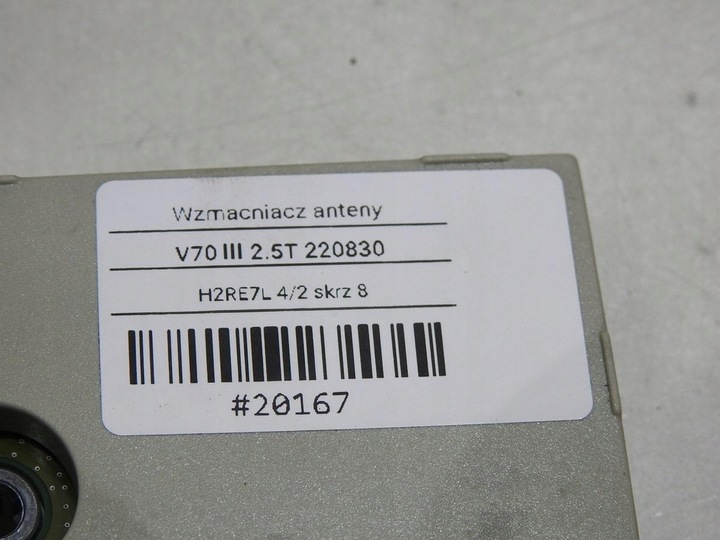 Wzmacniacz anteny
V70 III 2.5T 220830
H2RE7L 4/2 skrz 8
#20167